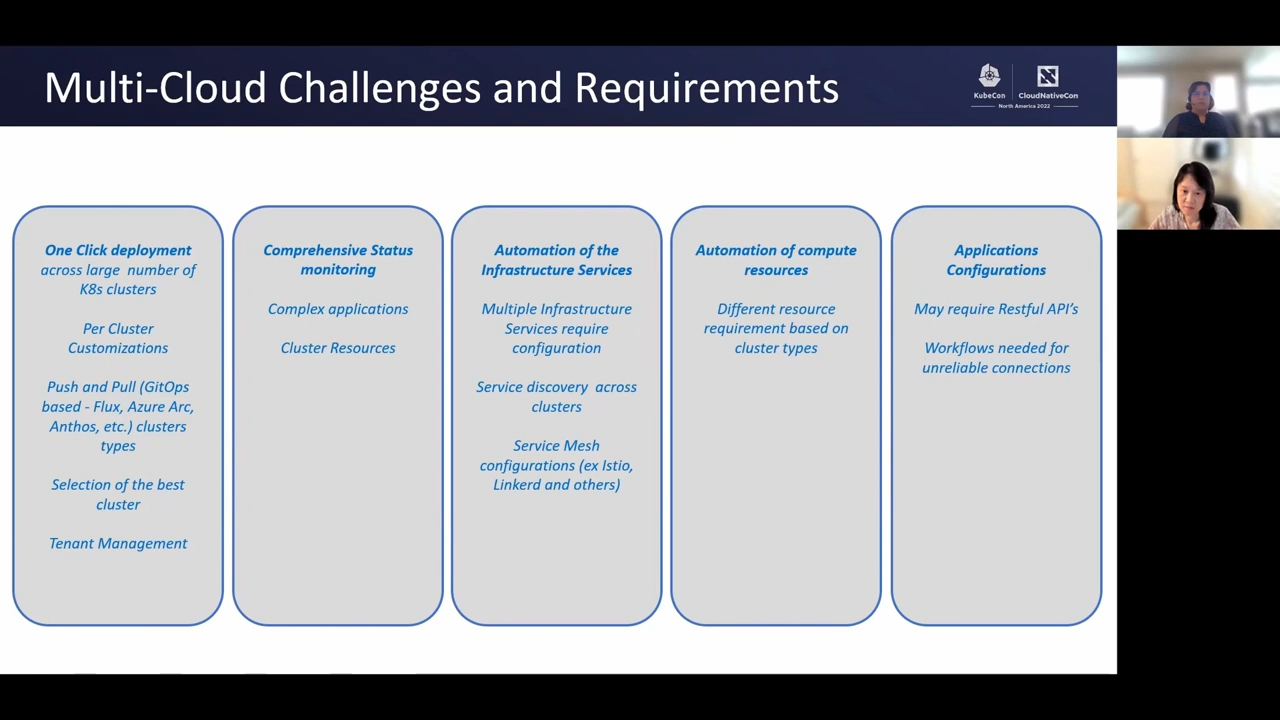 Multi-Cloud Challenges and Requirements
KubeCon
CloudNativeCon
North America 2022
One Click deployment
across large number of
K8s clusters
Per Cluster
Customizations
Push and Pull (GitOps
based - Flux, Azure Arc,
Anthos, etc.) clusters
types
Selection of the best
cluster
Tenant Management
Comprehensive Status
monitoring
Complex applications
Cluster Resources
Automation of the
Infrastructure Services
Multiple Infrastructure
Services require
configuration
Service discovery across
clusters
Service Mesh
configurations (ex Istio,
Linkerd and others)
Automation of compute
resources
Different resource
requirement based on
cluster types
Applications
Configurations
May require Restful API's
Workflows needed for
unreliable connections